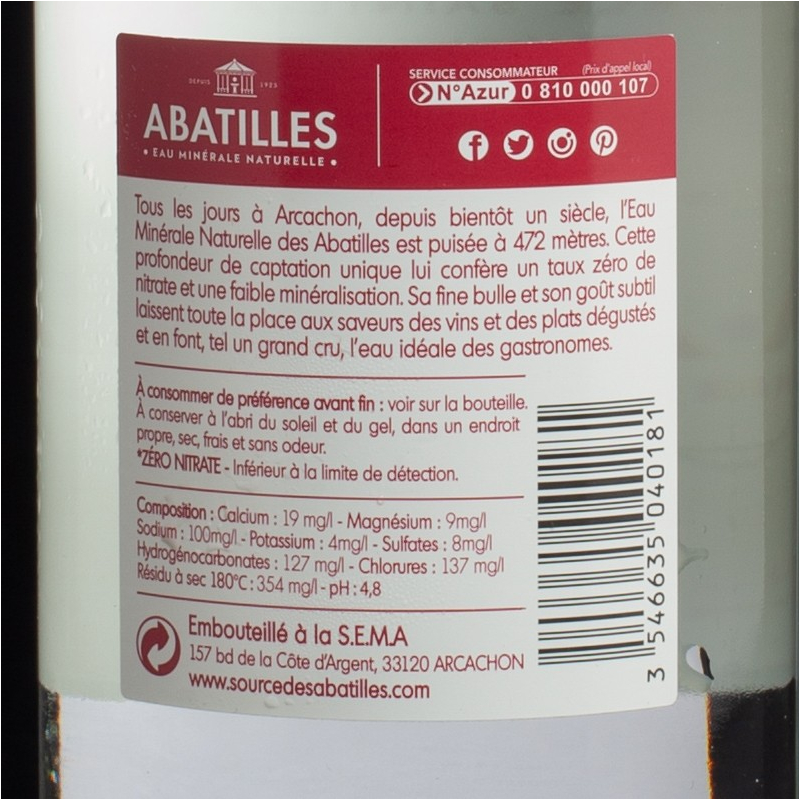 DEPUIS 1923
ABATILLES
• EAU MINÉRALE NATURELLE •
SERVICE CONSOMMATEUR (Prix d'appel local)
N°Azur 0 810 000 107
Tous les jours à Arcachon, depuis bientôt un siècle, l'Eau
Minérale Naturelle des Abatilles est puisée à 472 mètres. Cette
profondeur de captation unique lui confère un taux zéro de
nitrate et une faible minéralisation. Sa fine bulle et son goût subtil
laissent toute la place aux saveurs des vins et des plats dégustés
et en font, tel un grand cru, l'eau idéale des gastronomes.
À consommer de préférence avant fin : voir sur la bouteille.
À conserver à l'abri du soleil et du gel, dans un endroit
propre, sec, frais et sans odeur.
*ZÉRO NITRATE - Inférieur à la limite de détection.
Composition : Calcium : 19 mg/l - Magnésium : 9mg/l
Sodium : 100mg/l - Potassium : 4mg/l - Sulfates : 8mg/l
Hydrogénocarbonates : 127 mg/l - Chlorures : 137 mg/l
Résidu à sec 180°C : 354 mg/l - pH : 4,8
Embouteillé à la S.E.M.A
157 bd de la Côte d'Argent, 33120 ARCACHON
www.sourcedesabatilles.com
3 546635 040181